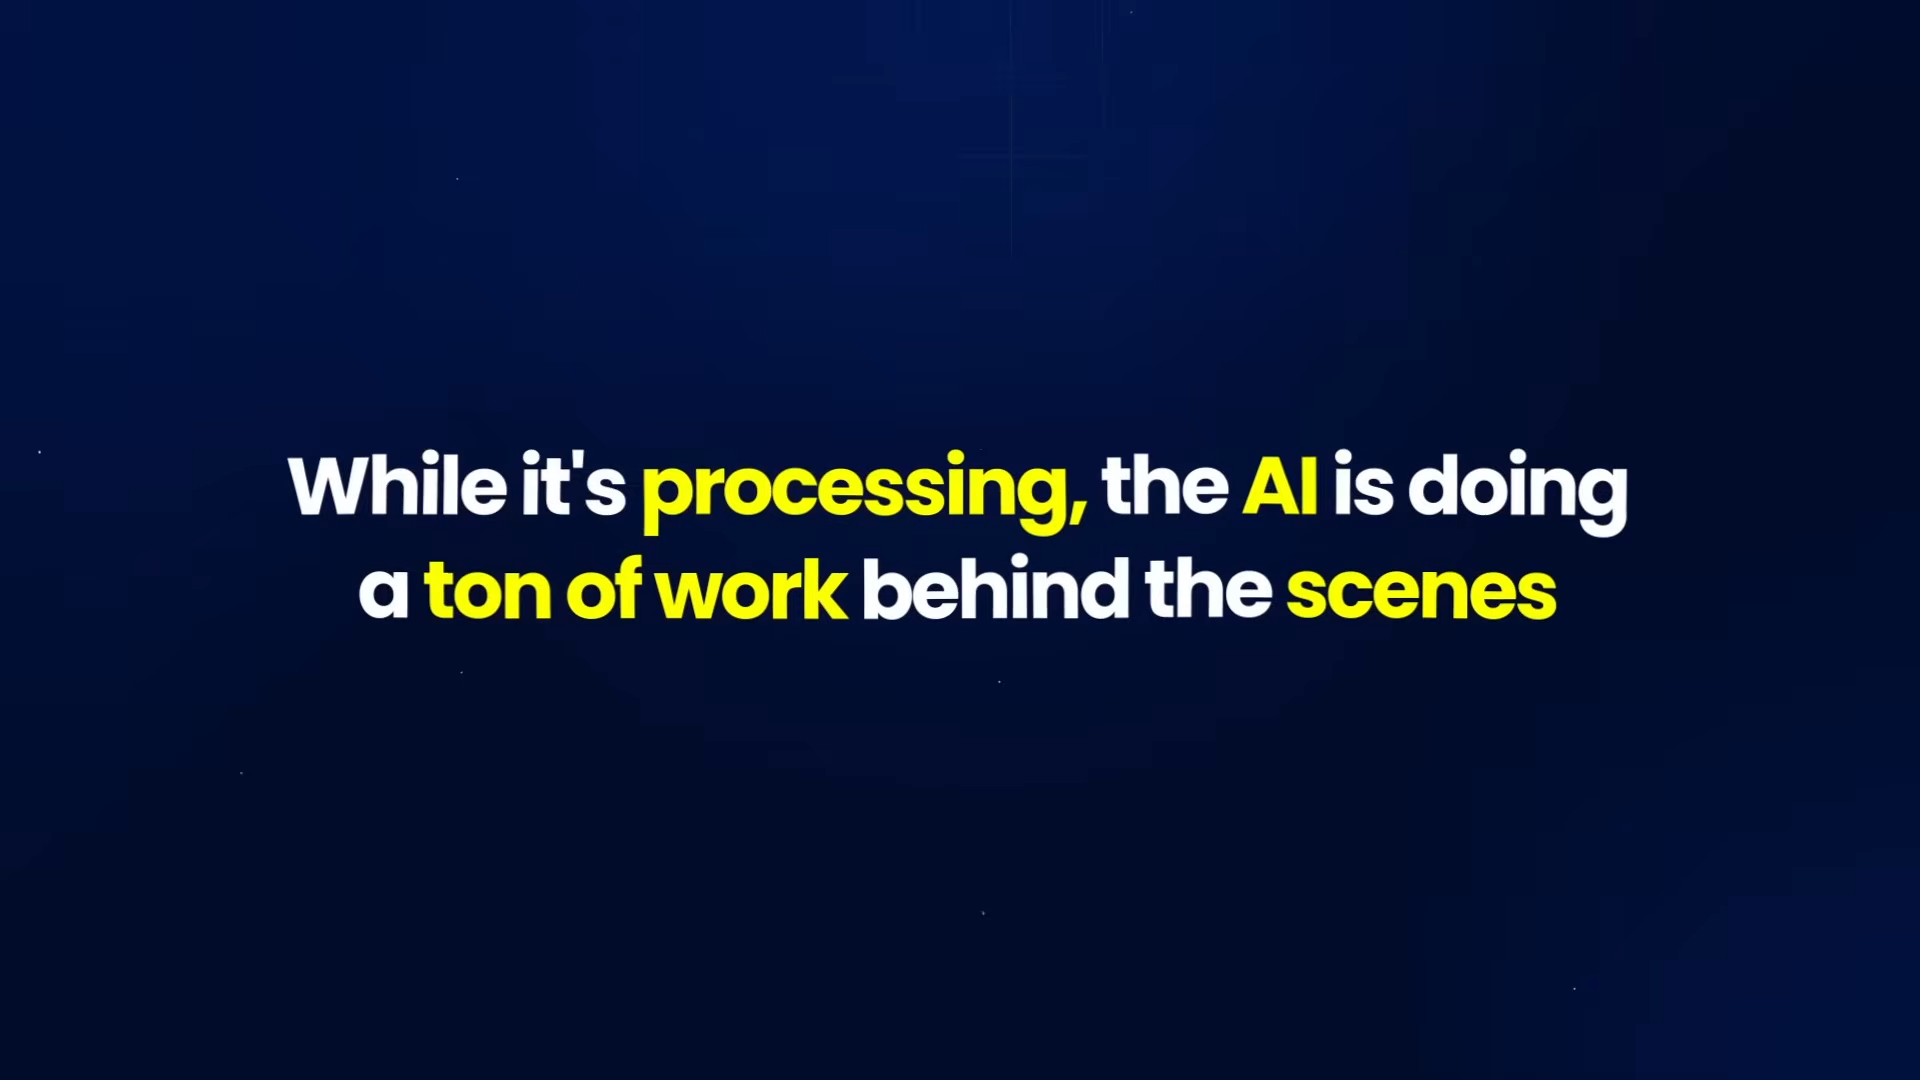 While it's processing, the AI is doing
a ton of work behind the scenes